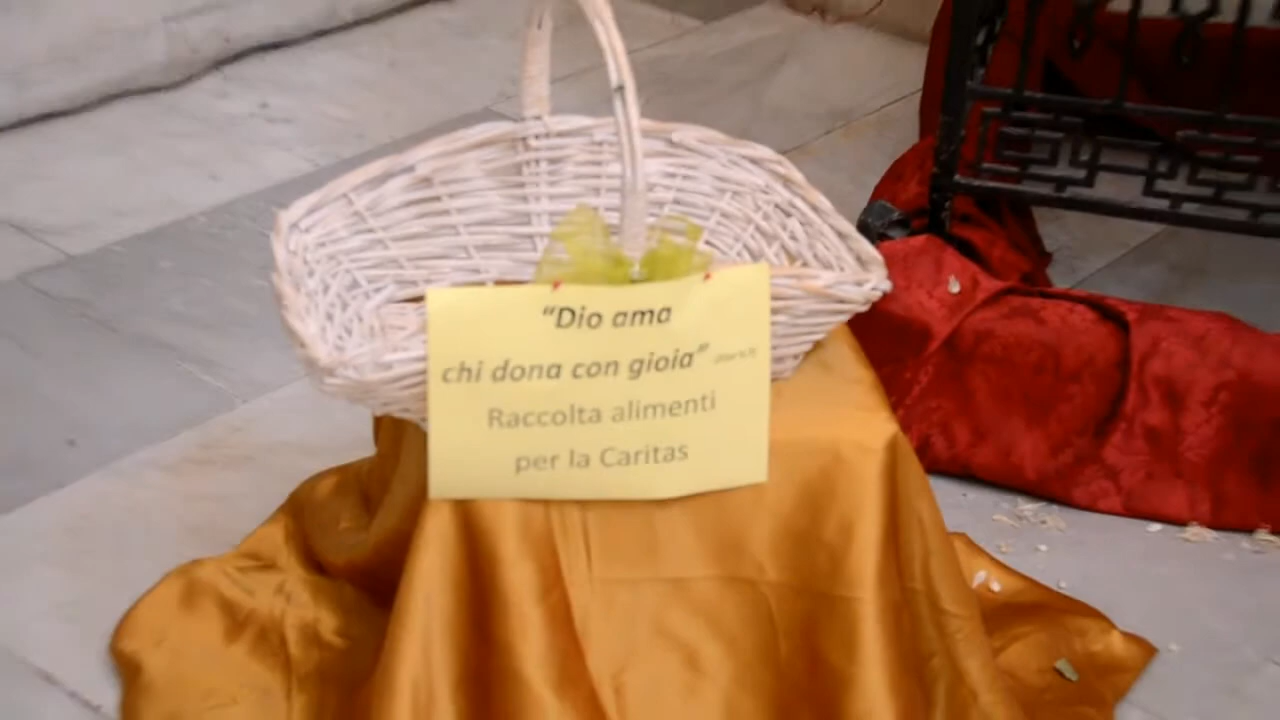 “Dio ama
chi dona con gioia”
Raccolta alimenti
per la Caritas